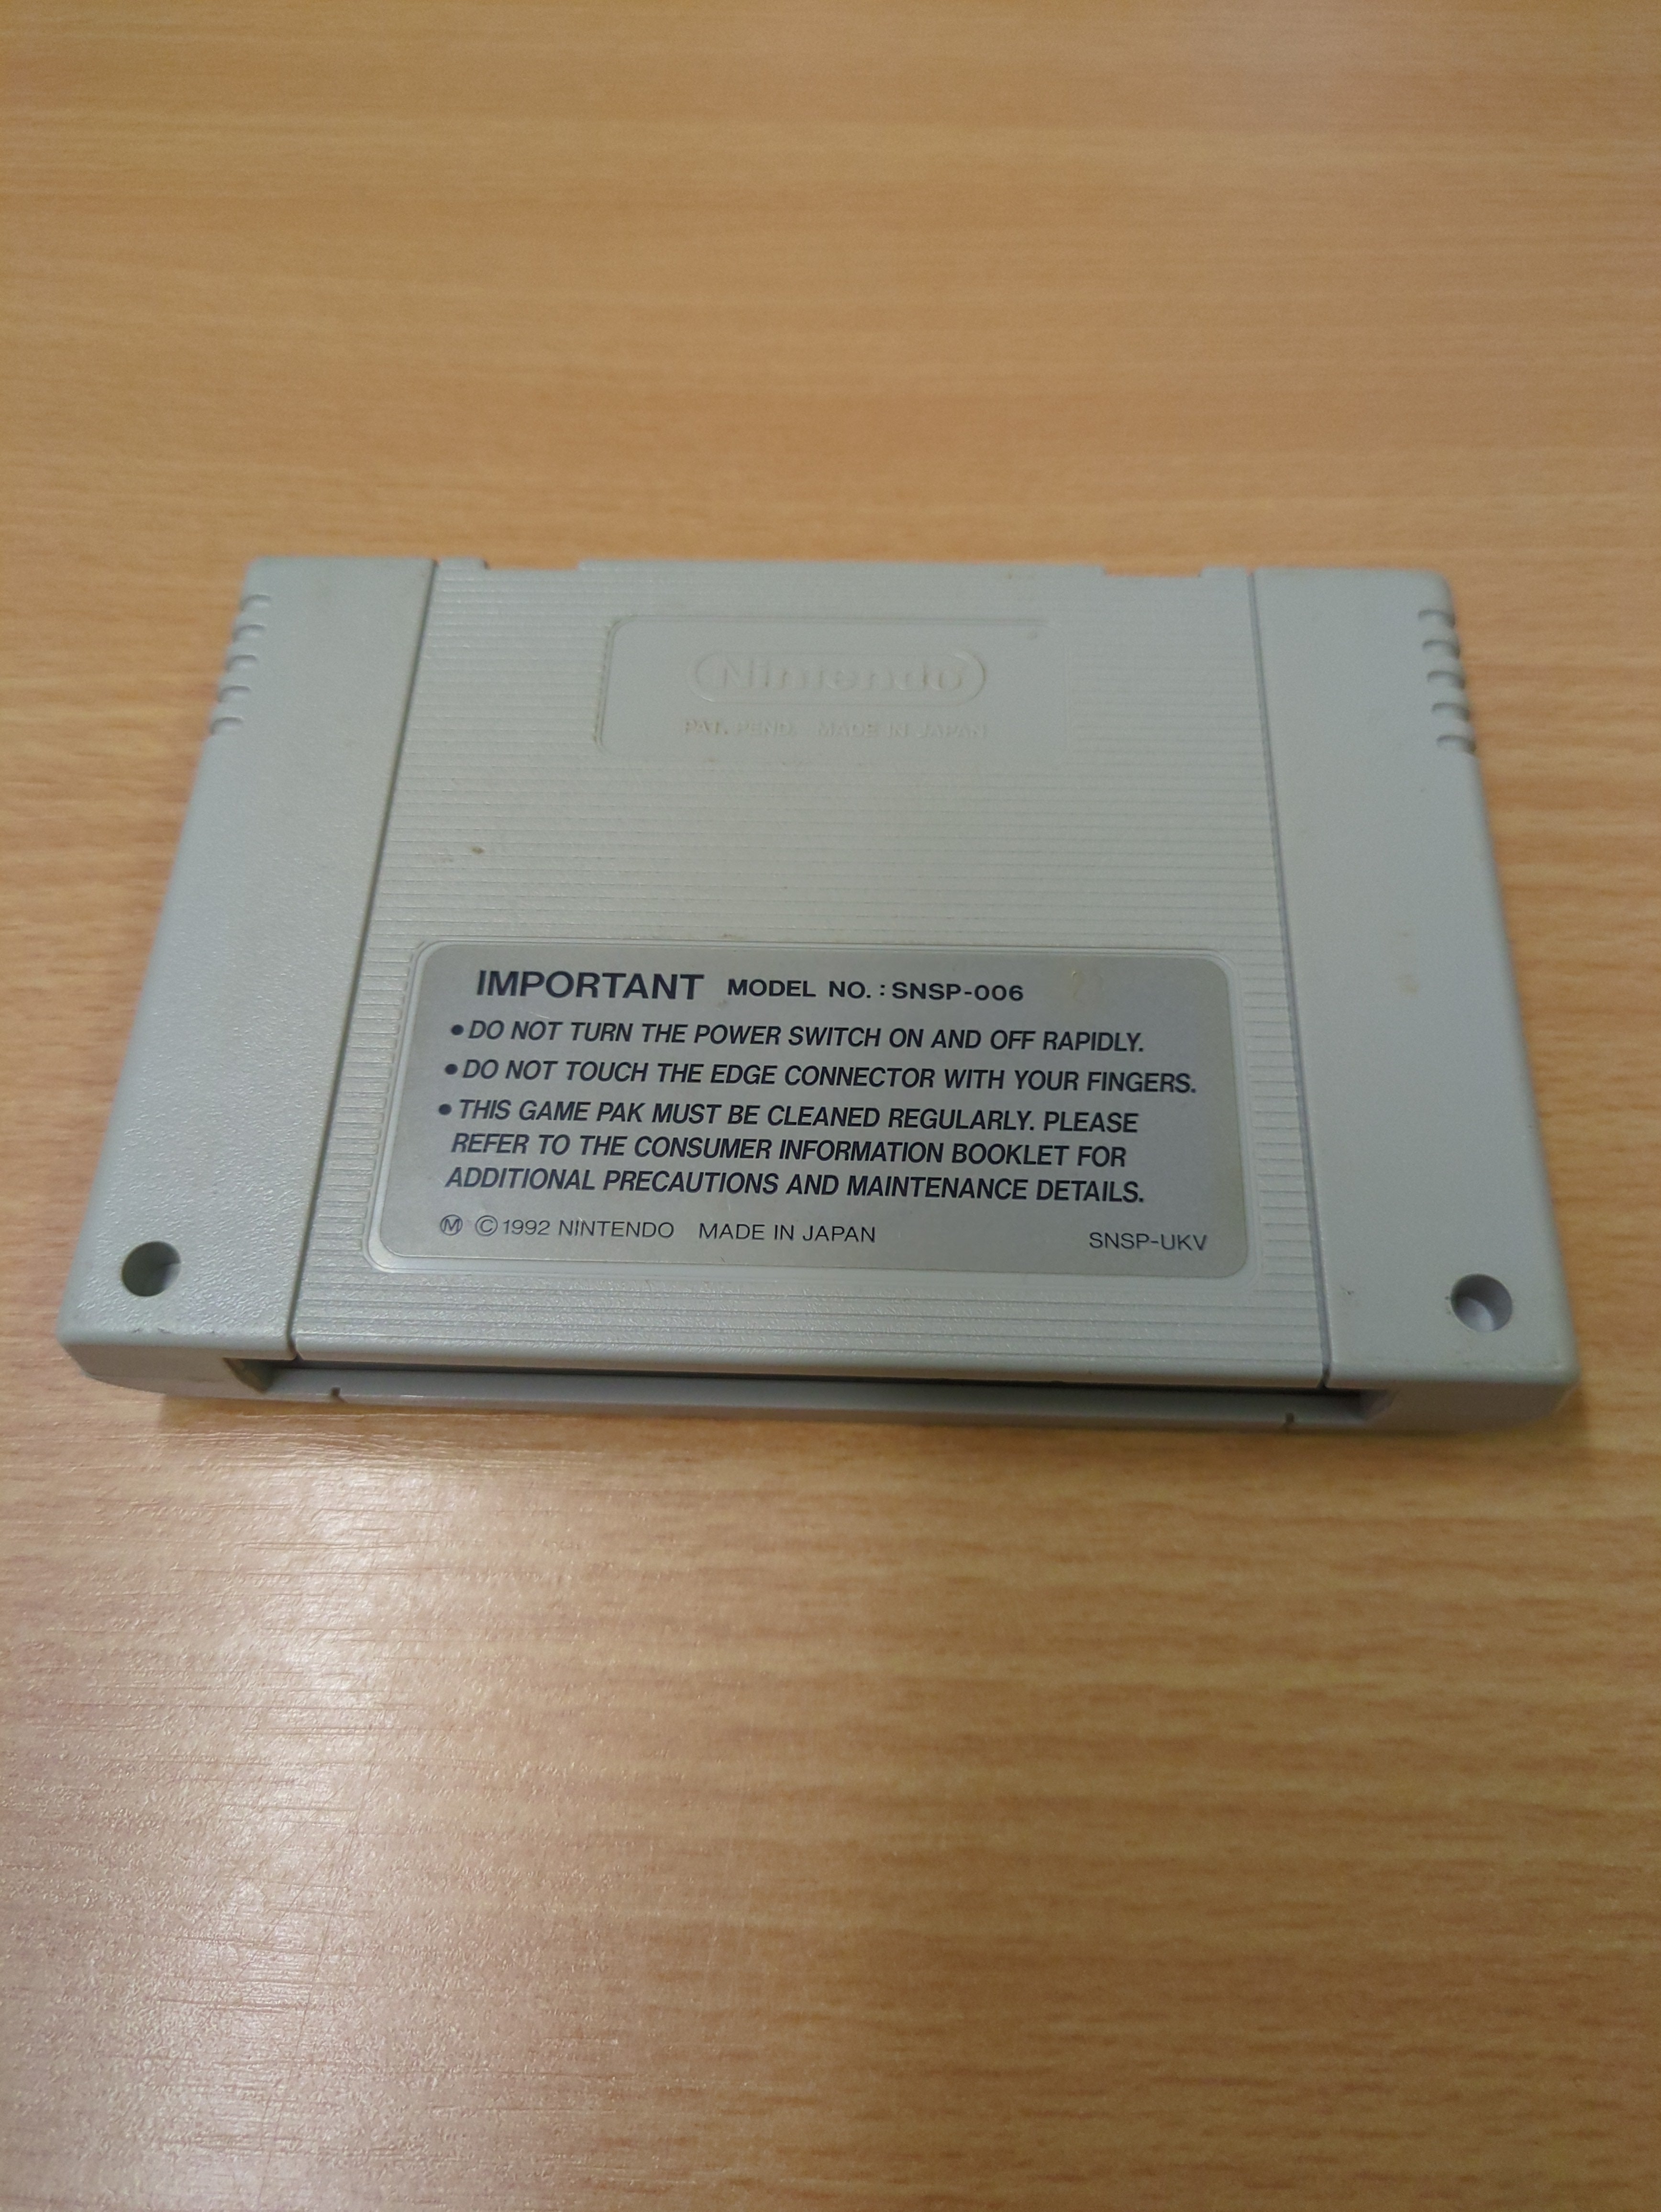 Nintendo
PAT. PEND. MADE IN JAPAN
IMPORTANT MODEL NO. : SNSP-006
• DO NOT TURN THE POWER SWITCH ON AND OFF RAPIDLY.
• DO NOT TOUCH THE EDGE CONNECTOR WITH YOUR FINGERS.
• THIS GAME PAK MUST BE CLEANED REGULARLY. PLEASE
REFER TO THE CONSUMER INFORMATION BOOKLET FOR
ADDITIONAL PRECAUTIONS AND MAINTENANCE DETAILS.
Ⓜ © 1992 NINTENDO MADE IN JAPAN SNSP-UKV